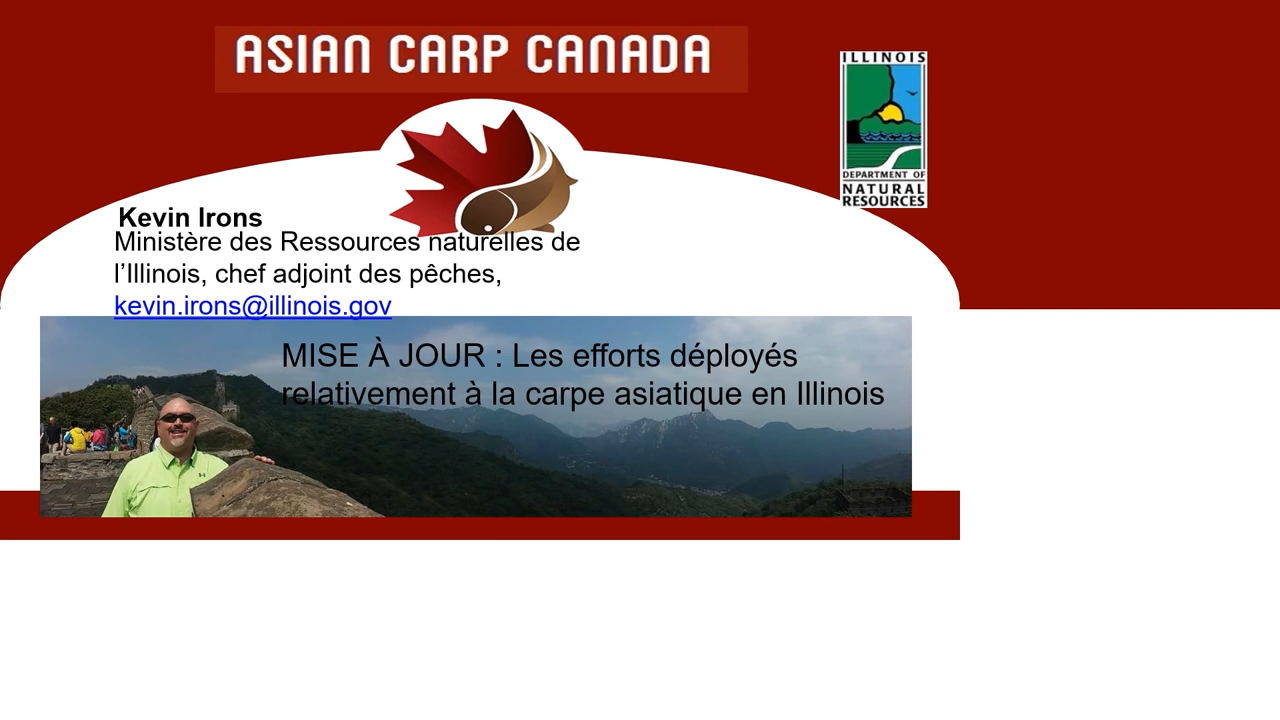 ASIAN CARP CANADA
ILLINOIS
DEPARTMENT OF
NATURAL
RESOURCES
Kevin Irons
Ministère des Ressources naturelles de
l’Illinois, chef adjoint des pêches,
kevin.irons@illinois.gov
MISE À JOUR : Les efforts déployés
relativement à la carpe asiatique en Illinois